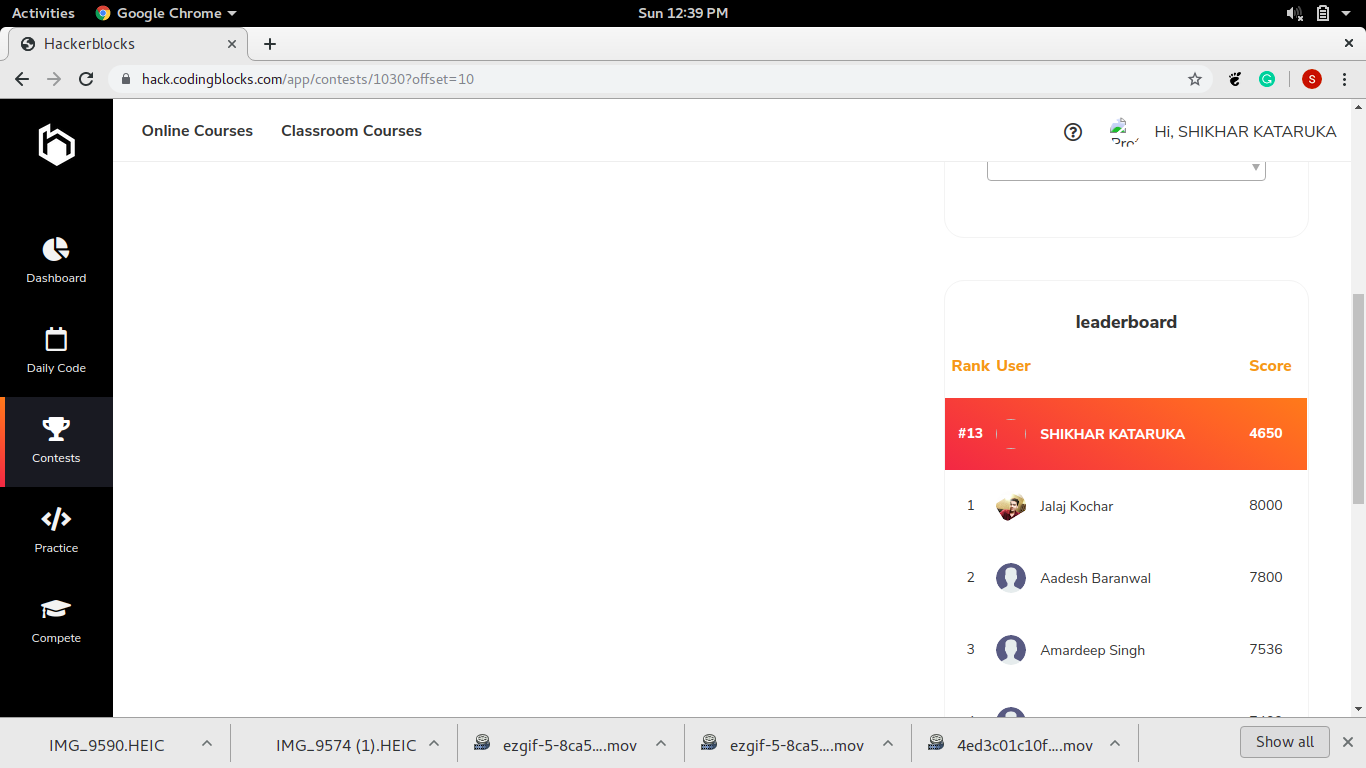 Activities Google Chrome Sun 12:39 PM
Hackerblocks
hack.codingblocks.com/app/contests/1030?offset=10 S
Online Courses Classroom Courses Hi, SHIKHAR KATARUKA
Dashboard
Daily Code
Contests
Practice
Compete
leaderboard
Rank User Score
#13 SHIKHAR KATARUKA 4650
1 Jalaj Kochar 8000
2 Aadesh Baranwal 7800
3 Amardeep Singh 7536
IMG_9590.HEIC IMG_9574 (1).HEIC ezgif-5-8ca5....mov ezgif-5-8ca5....mov 4ed3c01c10f....mov Show all